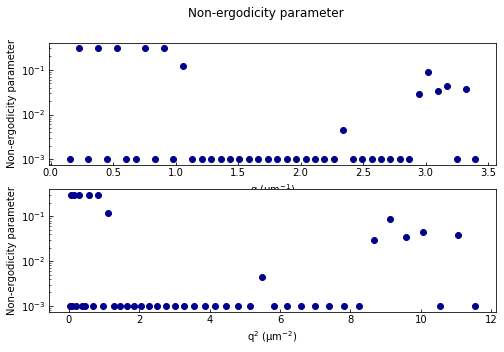 Non-ergodicity parameter
Non-ergodicity parameter
10⁻¹
10⁻²
10⁻³
0.0 0.5 1.0 1.5 2.0 2.5 3.0 3.5
q (μm⁻¹)
Non-ergodicity parameter
10⁻¹
10⁻²
10⁻³
0 2 4 6 8 10 12
q² (μm⁻²)